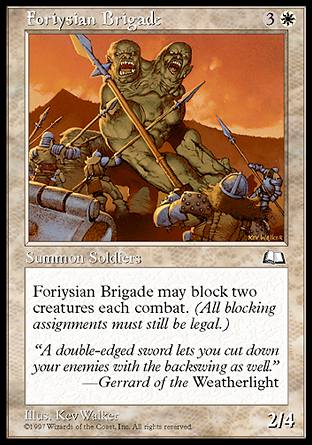 Foriysian Brigade 3
KEV WALKER
Summon Soldiers
Foriysian Brigade may block two
creatures each combat. (All blocking
assignments must still be legal.)
“A double-edged sword lets you cut down
your enemies with the backswing as well.”
—Gerrard of the Weatherlight
Illus. Kev Walker
©1997 Wizards of the Coast, Inc. All rights reserved. 2/4